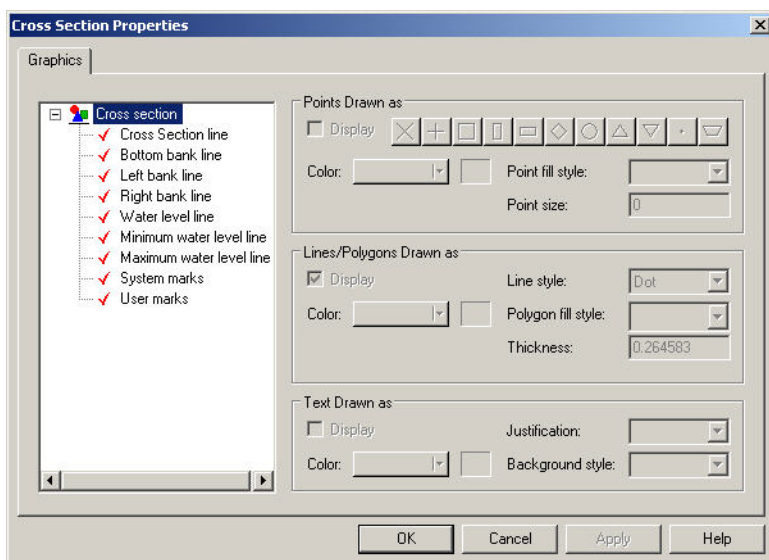 Cross Section Properties
Graphics
Cross section
Cross Section line
Bottom bank line
Left bank line
Right bank line
Water level line
Minimum water level line
Maximum water level line
System marks
User marks
Points Drawn as
Display
Color:
Point fill style:
Point size:
0
Lines/Polygons Drawn as
Display
Line style:
Dot
Color:
Polygon fill style:
Thickness:
0.264583
Text Drawn as
Display
Justification:
Color:
Background style:
OK
Cancel
Apply
Help